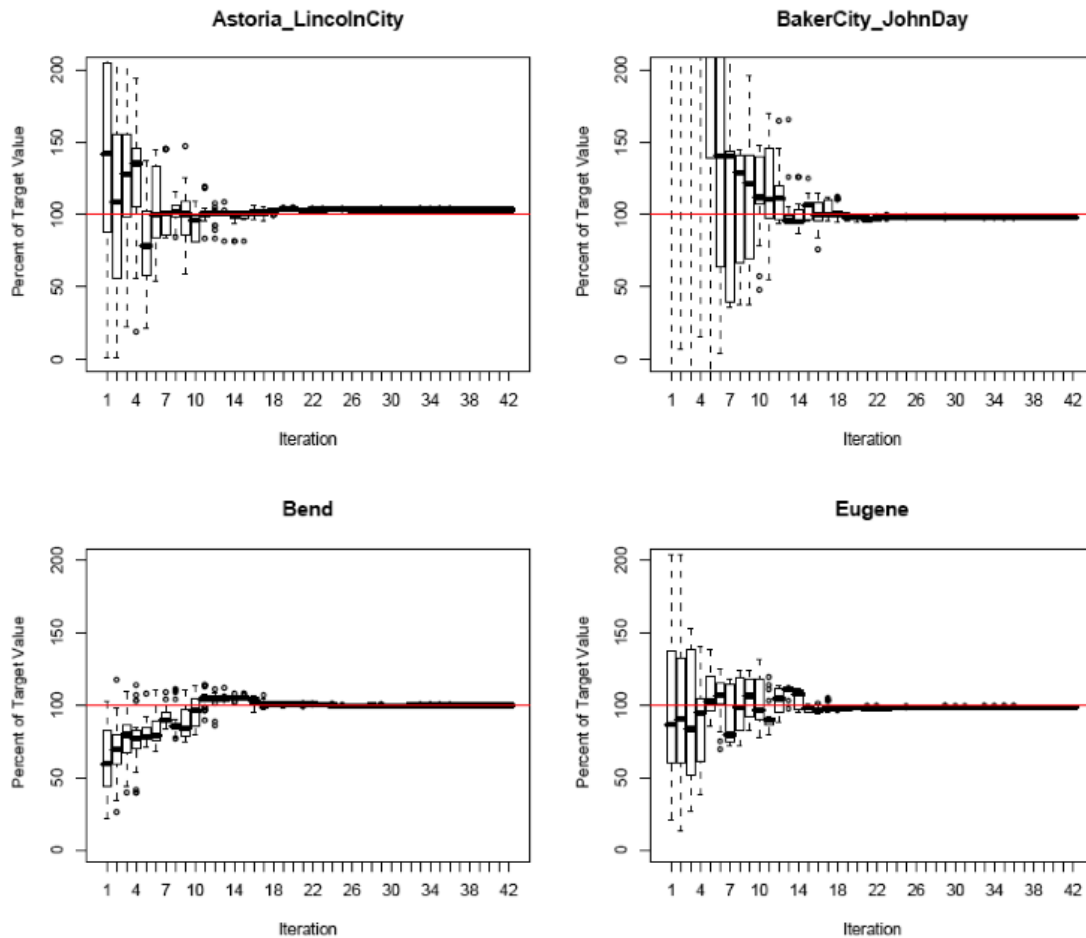 Astoria_LincolnCity
Percent of Target Value
200
150
100
50
0
1 4 7 10 14 18 22 26 30 34 38 42
Iteration
BakerCity_JohnDay
Percent of Target Value
200
150
100
50
0
1 4 7 10 14 18 22 26 30 34 38 42
Iteration
Bend
Percent of Target Value
200
150
100
50
0
1 4 7 10 14 18 22 26 30 34 38 42
Iteration
Eugene
Percent of Target Value
200
150
100
50
0
1 4 7 10 14 18 22 26 30 34 38 42
Iteration